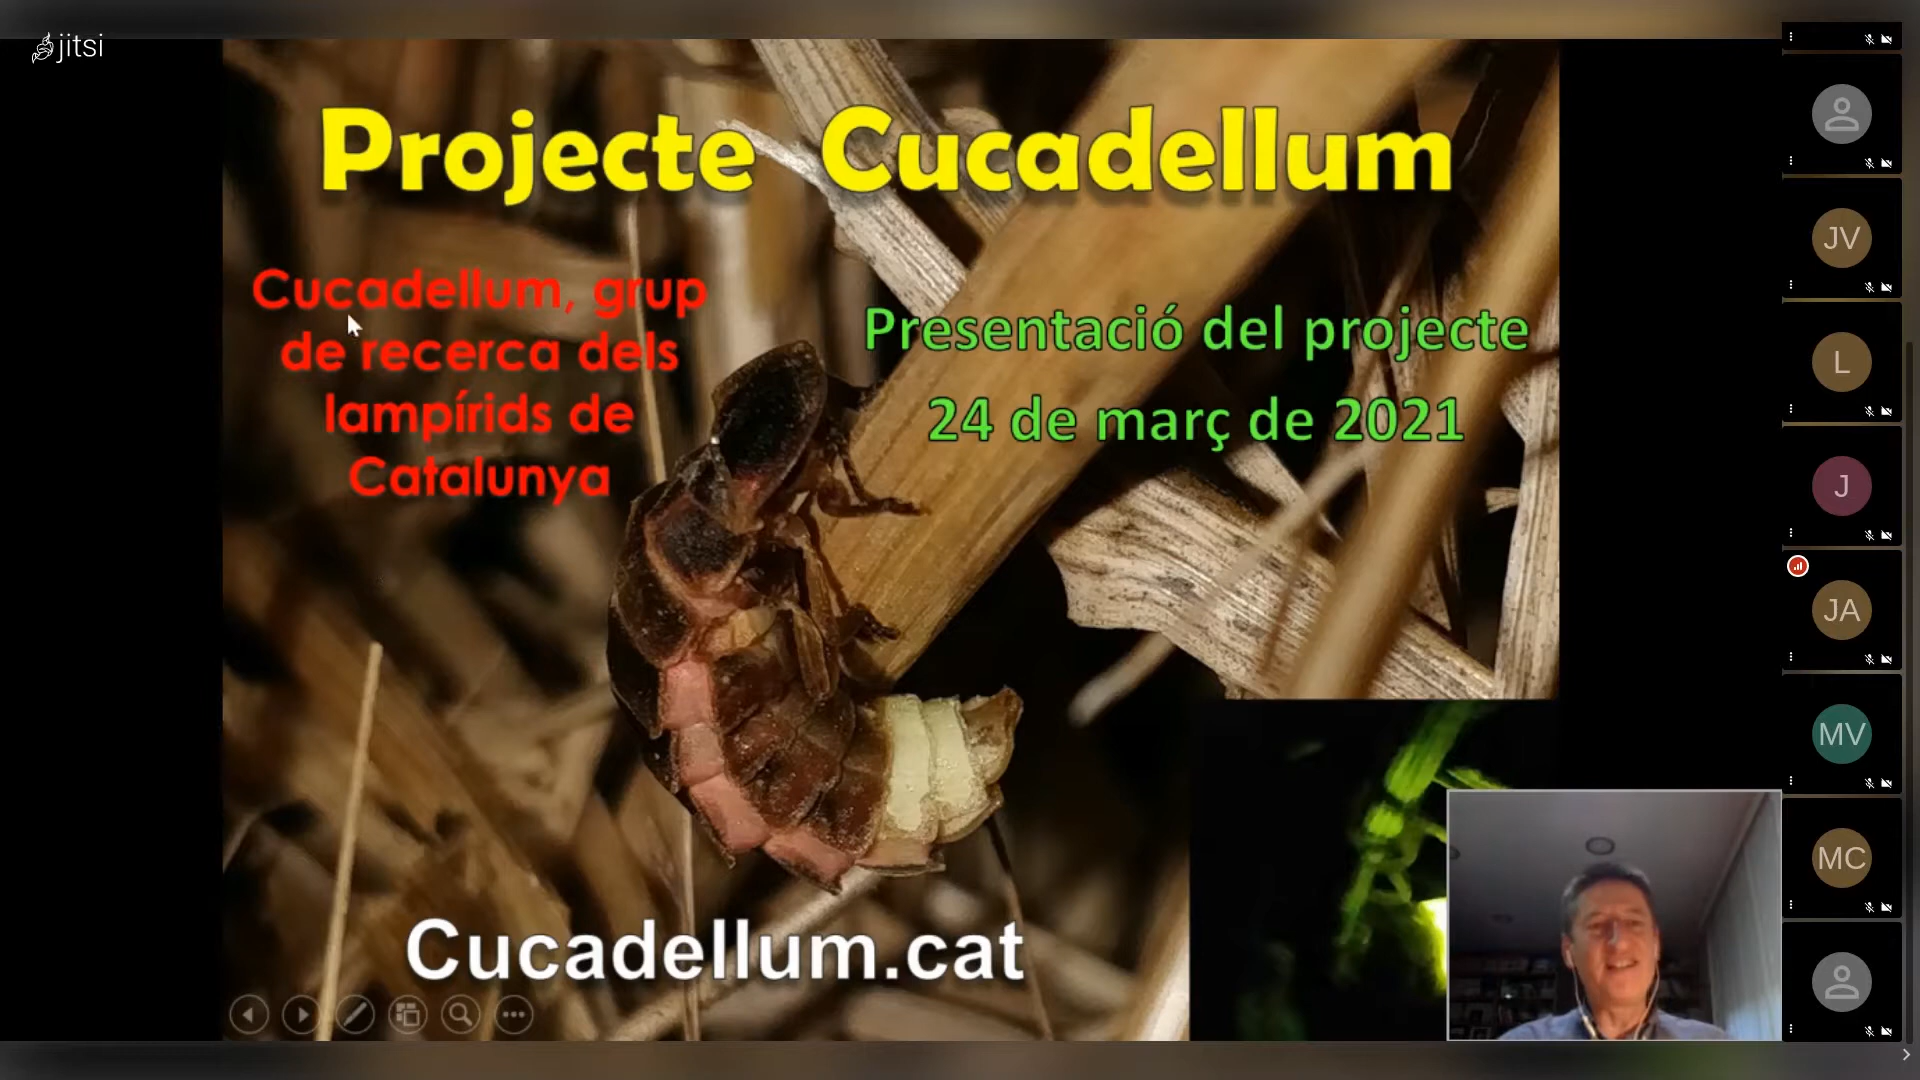 jitsi
Projecte Cucadellum
Cucadellum, grup
de recerca dels
lampírids de
Catalunya
Presentació del projecte
24 de març de 2021
Cucadellum.cat
JV
L
J
JA
MV
MC